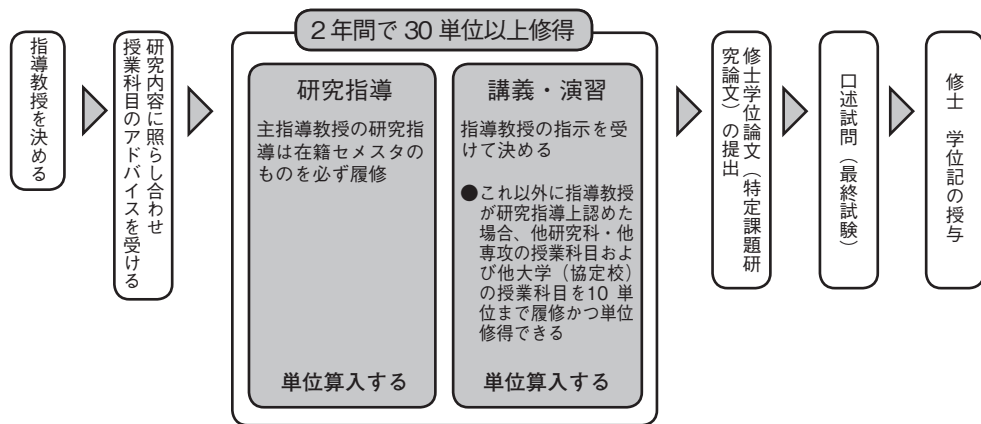 指導教授を決める
研究内容に照らし合わせ
授業科目のアドバイスを受ける
2年間で30単位以上修得
研究指導
主指導教授の研究指
導は在籍セメスタの
ものを必ず履修
単位算入する
講義・演習
指導教授の指示を受
けて決める
●これ以外に指導教授
が研究指導上認めた
場合、他研究科・他
専攻の授業科目およ
び他大学（協定校）
の授業科目を10 単
位まで履修かつ単位
修得できる
単位算入する
修士学位論文（特定課題研
究論文）の提出
口述試問（最終試験）
修士　学位記の授与